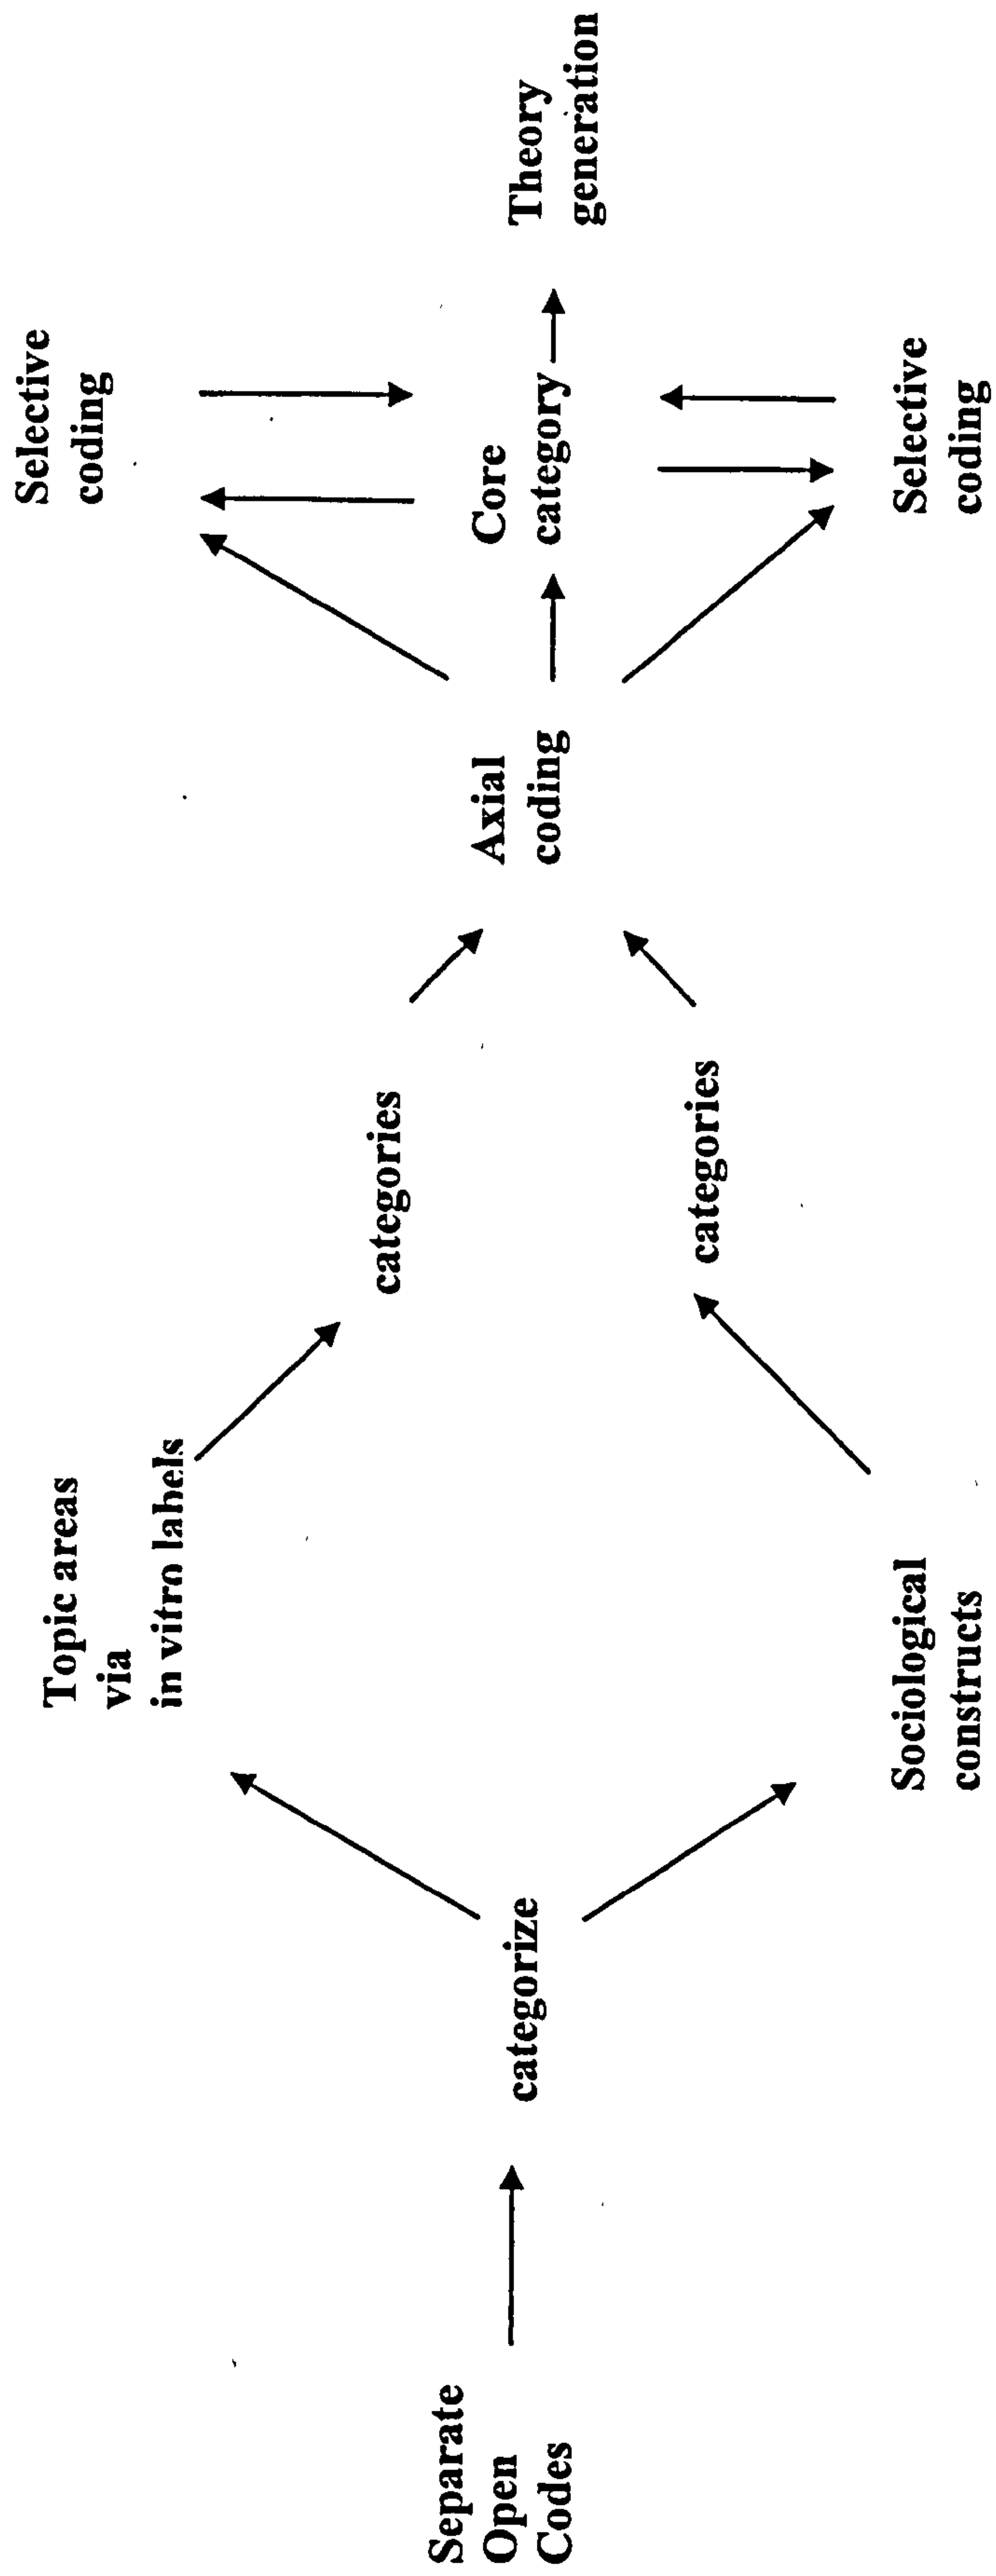 Separate
Open
Codes
categorize
Topic areas
via
in vitro labels
Sociological
constructs
categories
categories
Axial
coding
Selective
coding
Core
category
Selective
coding
Theory
generation